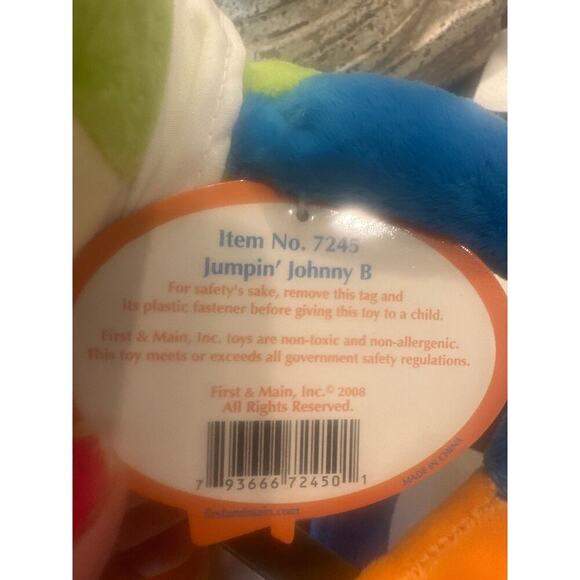 Item No. 7245
Jumpin' Johnny B
For safety's sake, remove this tag and
its plastic fastener before giving this toy to a child.
First & Main, Inc. toys are non-toxic and non-allergenic.
This toy meets or exceeds all government safety regulations.
First & Main, Inc.© 2008
All Rights Reserved.
7 93666 72450 1
MADE IN CHINA
firstandmain.com